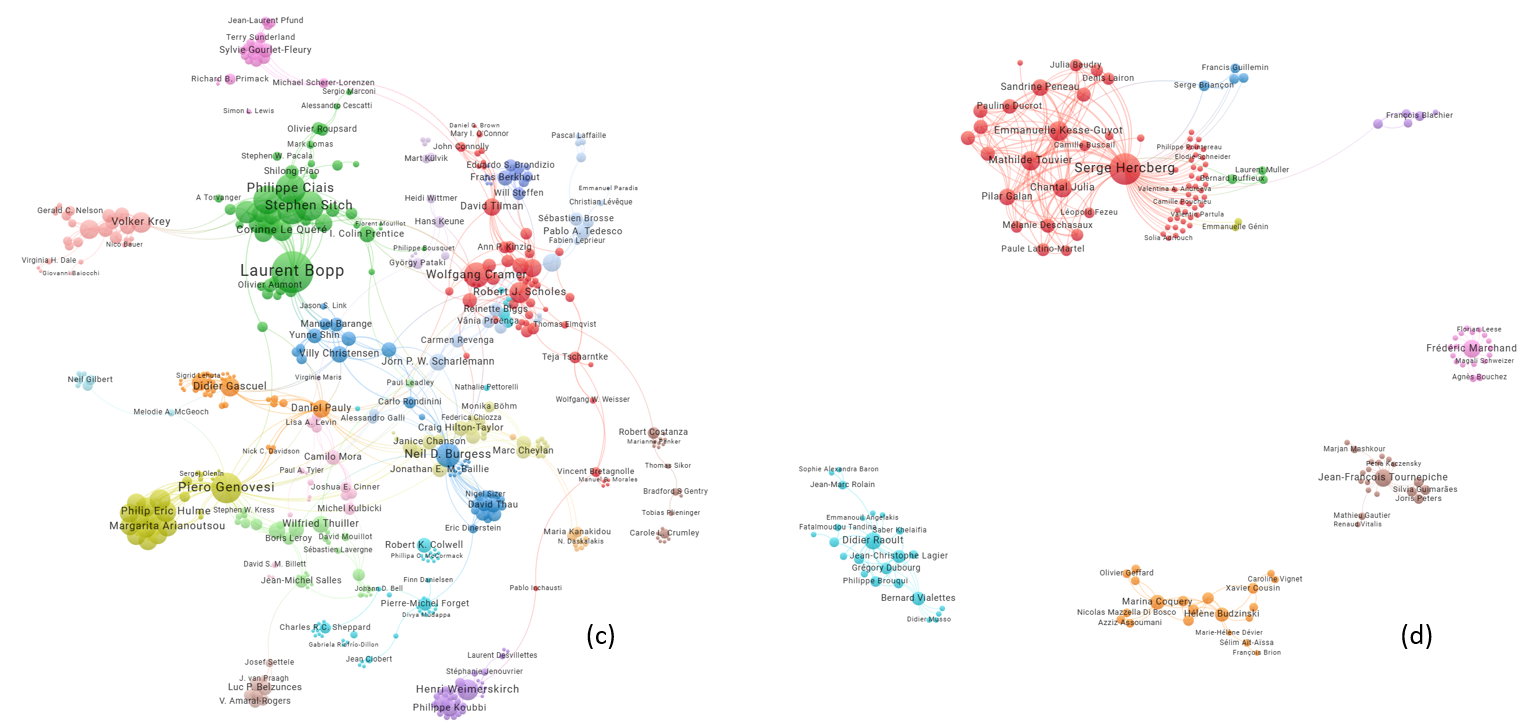 Jean-Laurent Pfund
Terry Sunderland
Sylvie Gourlet-Fleury
Richard B. Primack
Michael Scherer-Lorenzen
Sergio Marconi
Alessandro Cescatti
Simon L. Lewis
Olivier Roupsard
Mark Lomas
Stephen W. Pacala
Shilong Piao
Philippe Ciais
A Torvanger
Stephen Sitch
Corinne Le Quéré
I. Colin Prentice
Florent Mouillot
Gerald C. Nelson
Volker Krey
Nico Bauer
Virginia H. Dale
Giovanni Baiocchi
Laurent Bopp
Olivier Aumont
Daniel G. Brown
Mary I. O'Connor
John Connolly
Mart Külvik
Pascal Laffaille
Eduardo S. Brondizio
Frans Berkhout
Will Steffen
Emmanuel Paradis
Christian Lévêque
Heidi Wittmer
David Tilman
Hans Keune
Sébastien Brosse
Pablo A. Tedesco
Fabien Leprieur
Philippe Bousquet
György Pataki
Ann P. Kinzig
Wolfgang Cramer
Robert J. Scholes
Reinette Biggs
Vânia Proença
Thomas Elmqvist
Jason S. Link
Manuel Barange
Yunne Shin
Villy Christensen
Carmen Revenga
Jörn P. W. Scharlemann
Teja Tscharntke
Virginie Maris
Paul Leadley
Nathalie Pettorelli
Neil Gilbert
Sigrid Lehuta
Didier Gascuel
Melodie A. McGeoch
Daniel Pauly
Carlo Rondinini
Alessandro Galli
Lisa A. Levin
Monika Böhm
Federica Chiozza
Craig Hilton-Taylor
Wolfgang W. Weisser
Janice Chanson
Neil D. Burgess
Marc Cheylan
Jonathan E. M. Baillie
Robert Costanza
Thomas Sikor
Nick C. Davidson
Camilo Mora
Paul A. Tyler
Sergej Olenin
Piero Genovesi
Joshua E. Cinner
Michel Kulbicki
Vincent Bretagnolle
Manuel B. Morales
Bradford S Gentry
Tobias Plieninger
Philip Eric Hulme
Margarita Arianoutsou
Stephen W. Kress
Nigel Sizer
David Thau
Eric Dinerstein
Wilfried Thuiller
Boris Leroy
David Mouillot
Sébastien Lavergne
Maria Kanakidou
N. Daskalakis
Carole L. Crumley
Robert K. Colwell
Phillipa C. McCormack
David S. M. Billett
Jean-Michel Salles
Johann D. Bell
Finn Danielsen
Pablo Inchausti
Pierre-Michel Forget
Divya Mudappa
Charles R.C. Sheppard
Jean Clobert
Josef Settele
J. van Praagh
Luc P. Belzunces
V. Amaral-Rogers
Laurent Desvillettes
Stéphanie Jenouvrier
Henri Weimerskirch
Philippe Koubbi
(c)
Julia Baudry
Denis Lairon
Sandrine Peneau
Pauline Ducrot
Emmanuelle Kesse-Guyot
Camille Buscail
Mathilde Touvier
Serge Hercberg
Chantal Julia
Pilar Galan
Léopold Fezeu
Mélanie Deschasaux
Paule Latino-Martel
Francis Guillemin
Serge Briançon
François Blachier
Philippe Pouletreau
Elodie Schneider
Laurent Muller
Bernard Ruffieux
Valentina A. Andreeva
Camille Pouchieu
Valentin Partula
Emmanuelle Génin
Solia Adriouch
Florian Leese
Frédéric Marchand
Magali Schweizer
Agnès Bouchez
Marjan Mashkour
Petra Kaczensky
Jean-François Tournepiche
Silvia Guimarães
Joris Peters
Mathieu Gautier
Renaud Vitalis
Sophie Alexandra Baron
Jean-Marc Rolain
Emmanouil Angelakis
Fatalmoudou Tandina
Saber Khelaifia
Didier Raoult
Jean-Christophe Lagier
Grégory Dubourg
Philippe Brouqui
Bernard Vialettes
Didier Musso
Olivier Geffard
Caroline Vignet
Xavier Cousin
Marina Coquery
Nicolas Mazzella Di Bosco
Hélène Budzinski
Azziz Assoumani
Marie-Hélène Dévier
Sélim Aït-Aïssa
François Brion
(d)